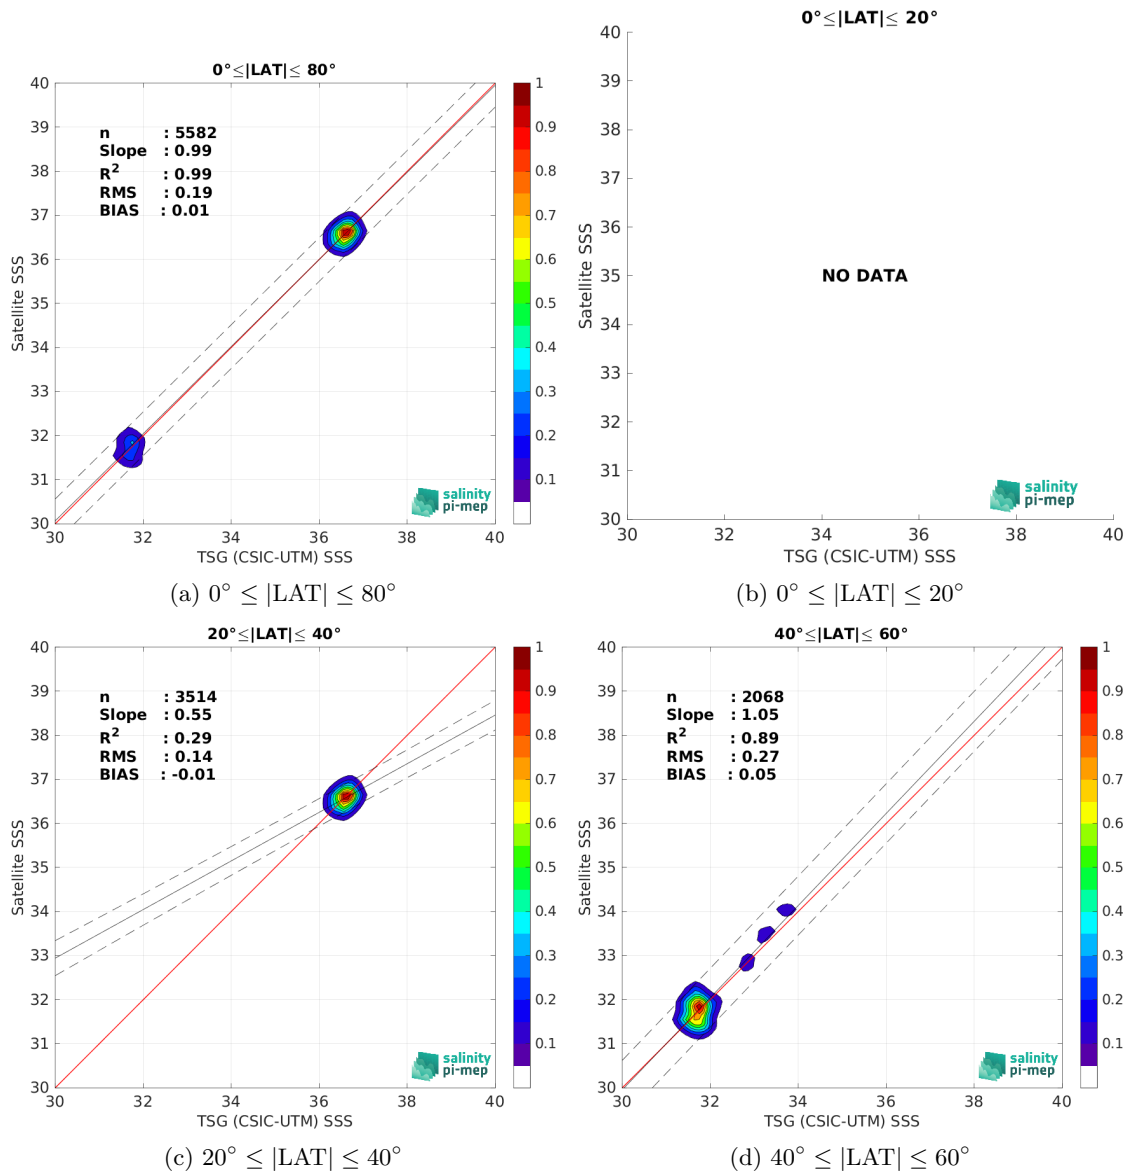 0°≤|LAT|≤ 80°
40
39
38
37
36
35
34
33
32
31
30
Satellite SSS
n : 5582
Slope : 0.99
R² : 0.99
RMS : 0.19
BIAS : 0.01
salinity
pi-mep
30 32 34 36 38 40
TSG (CSIC-UTM) SSS
1
0.9
0.8
0.7
0.6
0.5
0.4
0.3
0.2
0.1
(a) 0° ≤ |LAT| ≤ 80°
0°≤|LAT|≤ 20°
40
39
38
37
36
35
34
33
32
31
30
Satellite SSS
NO DATA
salinity
pi-mep
30 32 34 36 38 40
TSG (CSIC-UTM) SSS
(b) 0° ≤ |LAT| ≤ 20°
20°≤|LAT|≤ 40°
40
39
38
37
36
35
34
33
32
31
30
Satellite SSS
n : 3514
Slope : 0.55
R² : 0.29
RMS : 0.14
BIAS : -0.01
salinity
pi-mep
30 32 34 36 38 40
TSG (CSIC-UTM) SSS
1
0.9
0.8
0.7
0.6
0.5
0.4
0.3
0.2
0.1
(c) 20° ≤ |LAT| ≤ 40°
40°≤|LAT|≤ 60°
40
39
38
37
36
35
34
33
32
31
30
Satellite SSS
n : 2068
Slope : 1.05
R² : 0.89
RMS : 0.27
BIAS : 0.05
salinity
pi-mep
30 32 34 36 38 40
TSG (CSIC-UTM) SSS
1
0.9
0.8
0.7
0.6
0.5
0.4
0.3
0.2
0.1
(d) 40° ≤ |LAT| ≤ 60°